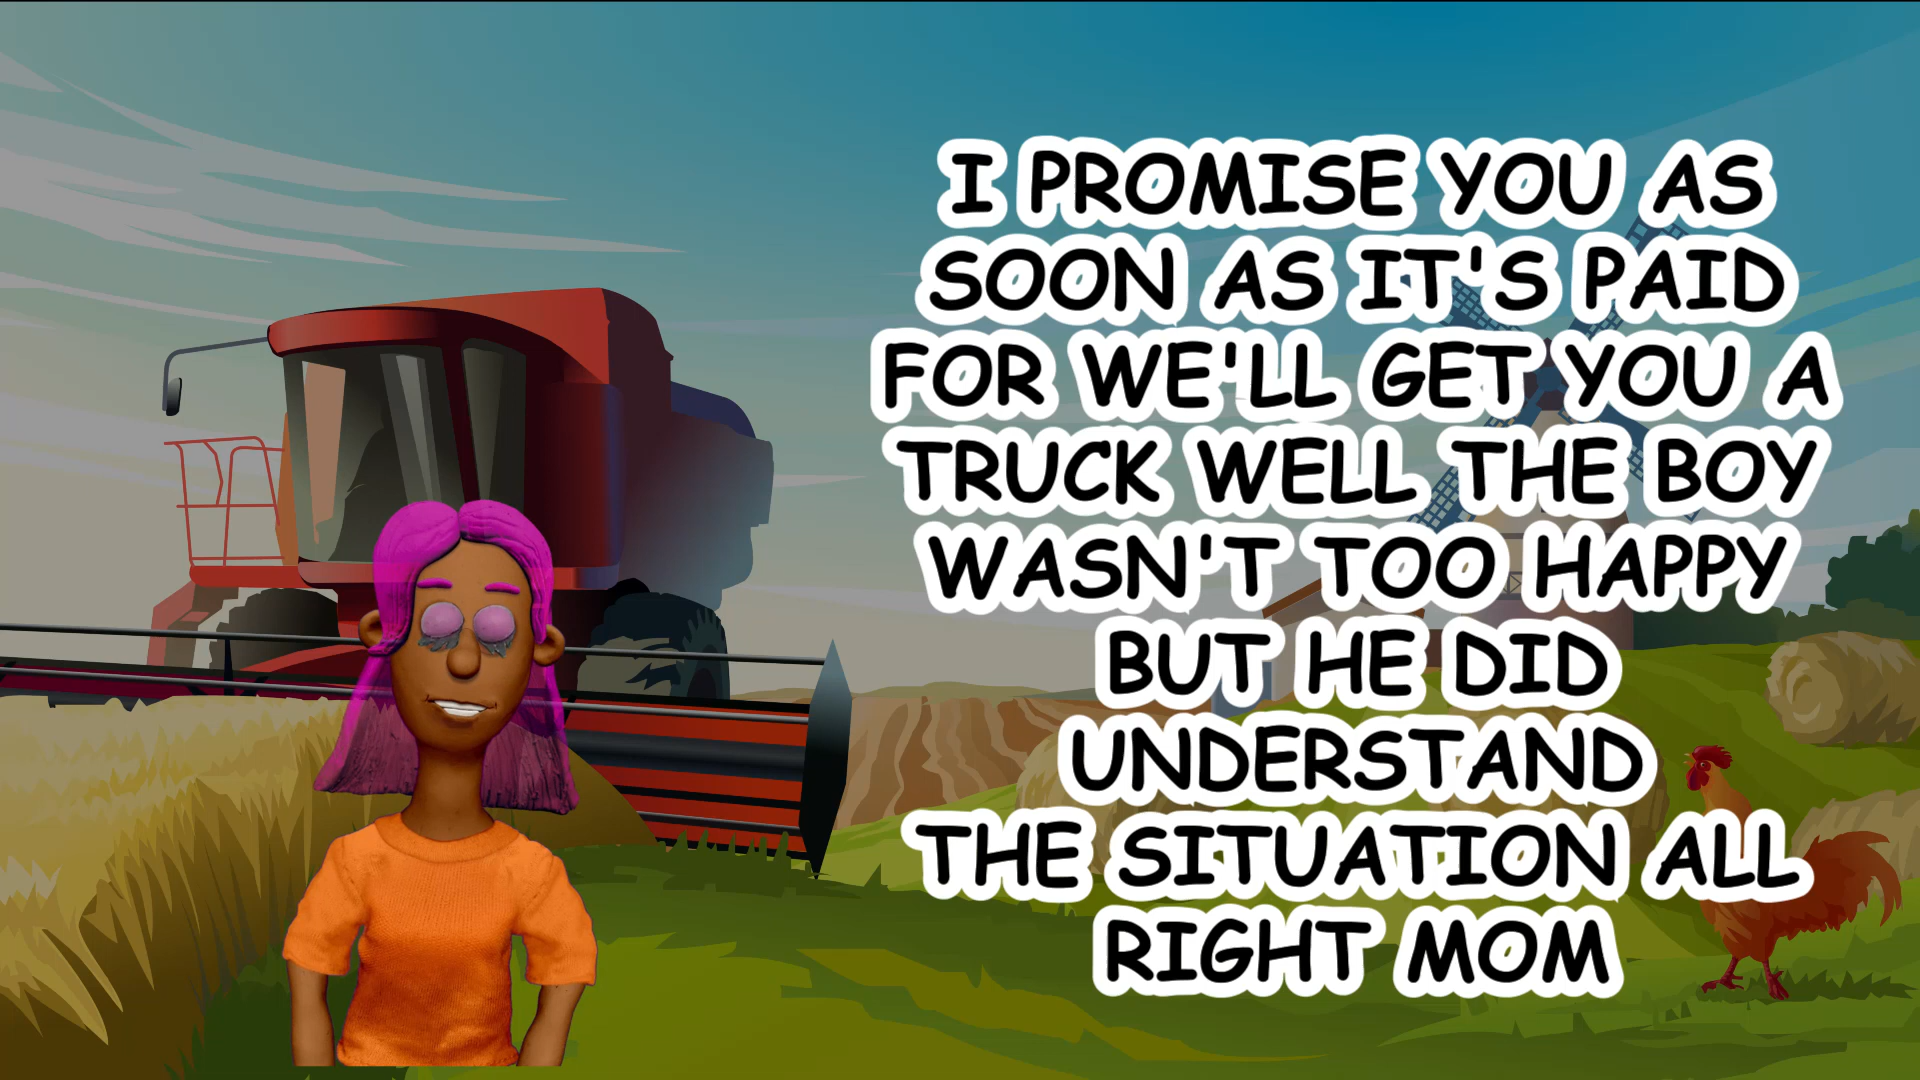 I PROMISE YOU AS
SOON AS IT'S PAID
FOR WE'LL GET YOU A
TRUCK WELL THE BOY
WASN'T TOO HAPPY
BUT HE DID
UNDERSTAND
THE SITUATION ALL
RIGHT MOM